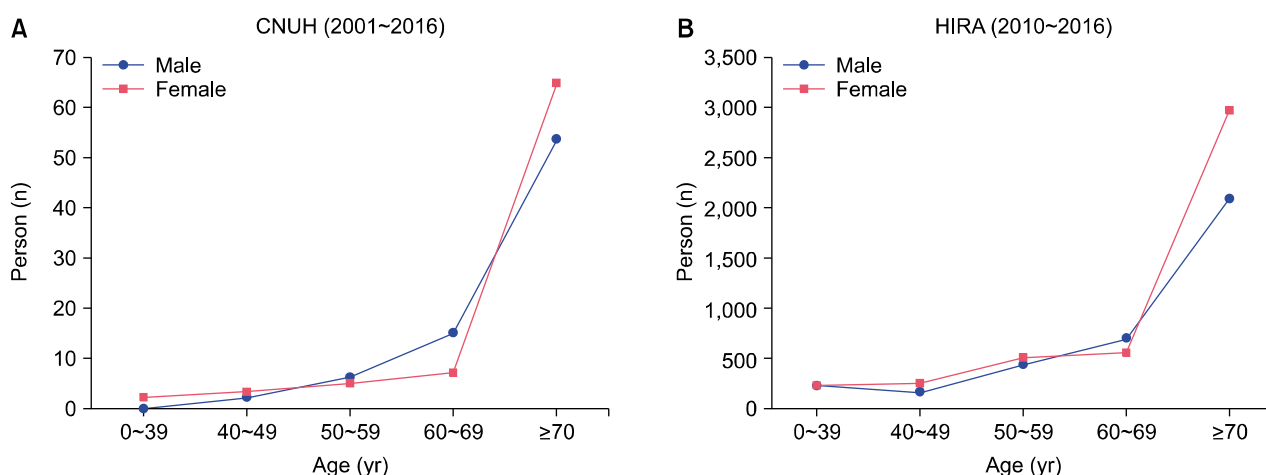 A
CNUH (2001~2016)
70
60
50
40
30
20
10
0
Person (n)
Male
Female
0~39
40~49
50~59
60~69
≥70
Age (yr)
B
HIRA (2010~2016)
3,500
3,000
2,500
2,000
1,500
1,000
500
0
Person (n)
Male
Female
0~39
40~49
50~59
60~69
≥70
Age (yr)